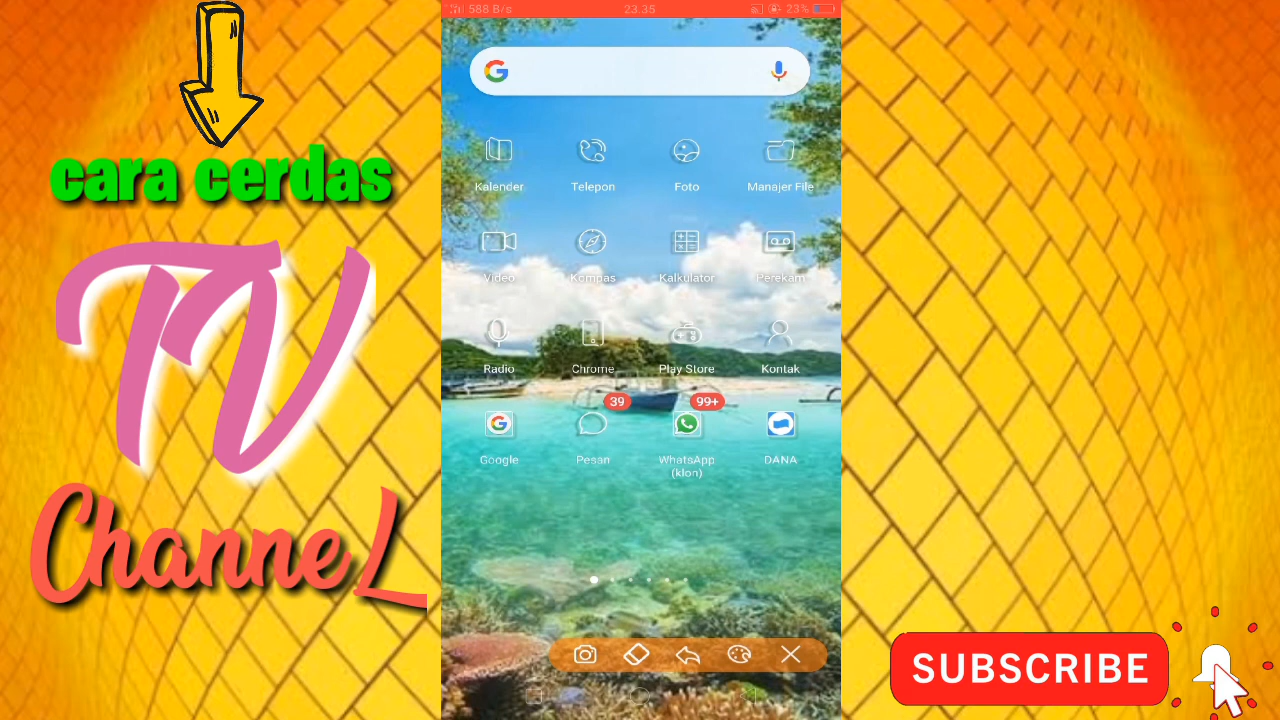 588 B/s 23.35 23%
cara cerdas
TV
ChanneL
Kalender Telepon Foto Manajer File
Video Kompas Kalkulator Perekam
Radio Chrome Play Store Kontak
39 99+
Google Pesan WhatsApp DANA
(klon)
SUBSCRIBE